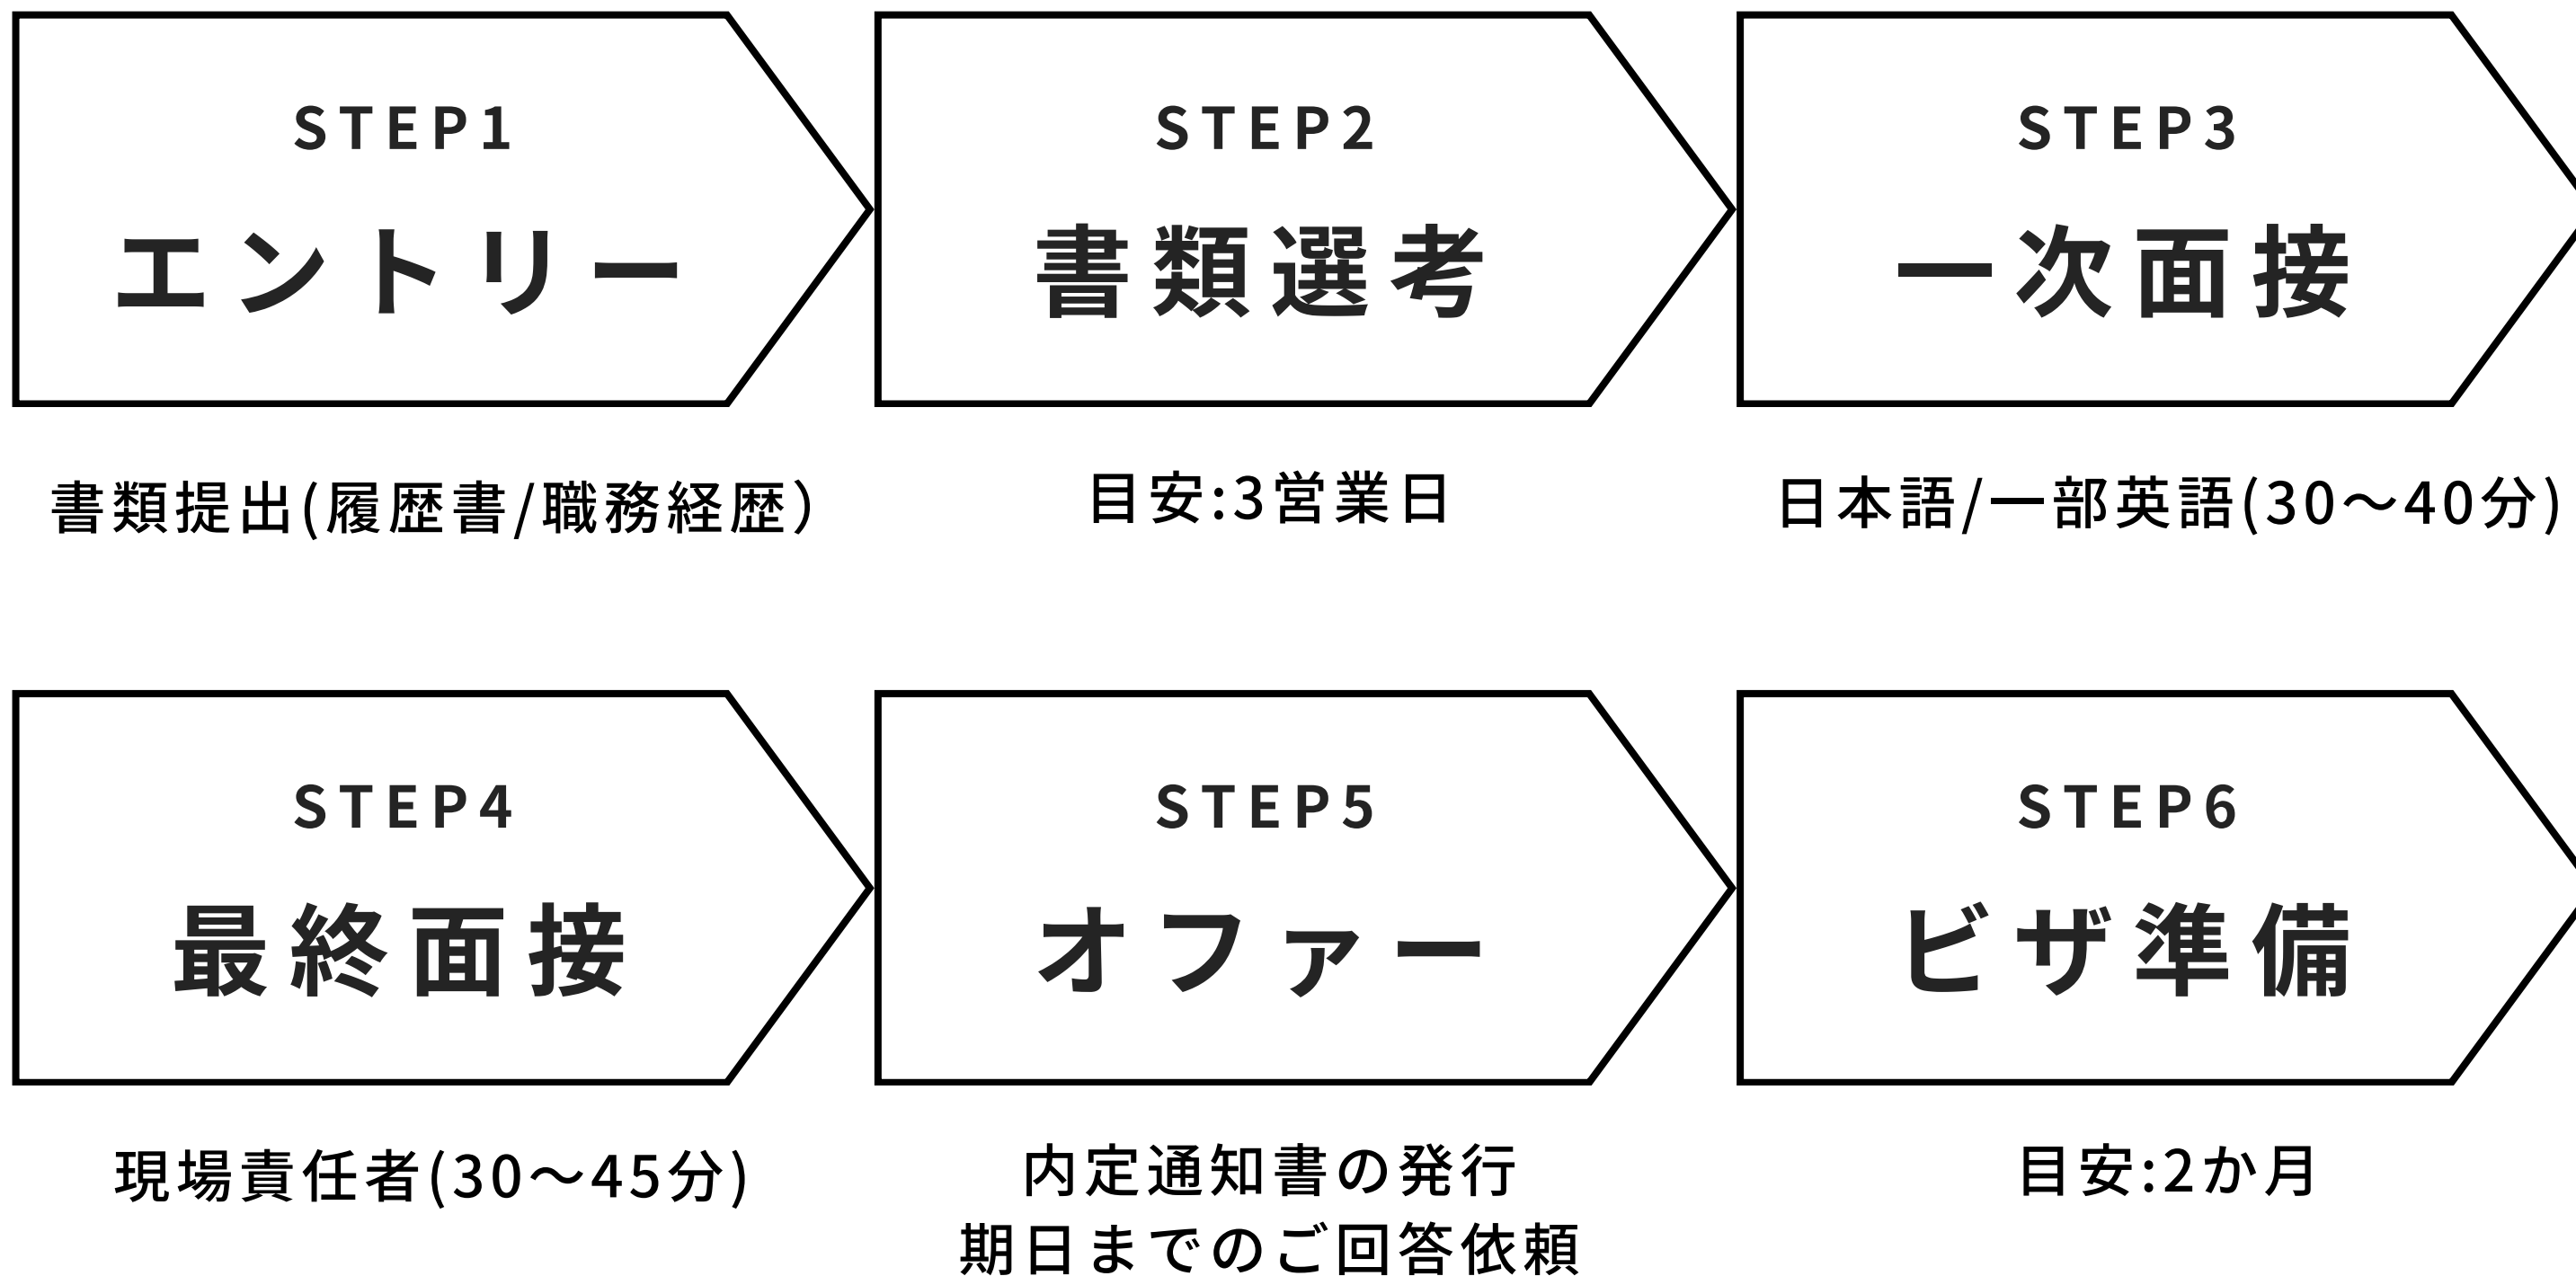 STEP1
エントリー
書類提出(履歴書/職務経歴）
STEP2
書類選考
目安:3営業日
STEP3
一次面接
日本語/一部英語(30〜40分)
STEP4
最終面接
現場責任者(30〜45分)
STEP5
オファー
内定通知書の発行
期日までのご回答依頼
STEP6
ビザ準備
目安:2か月